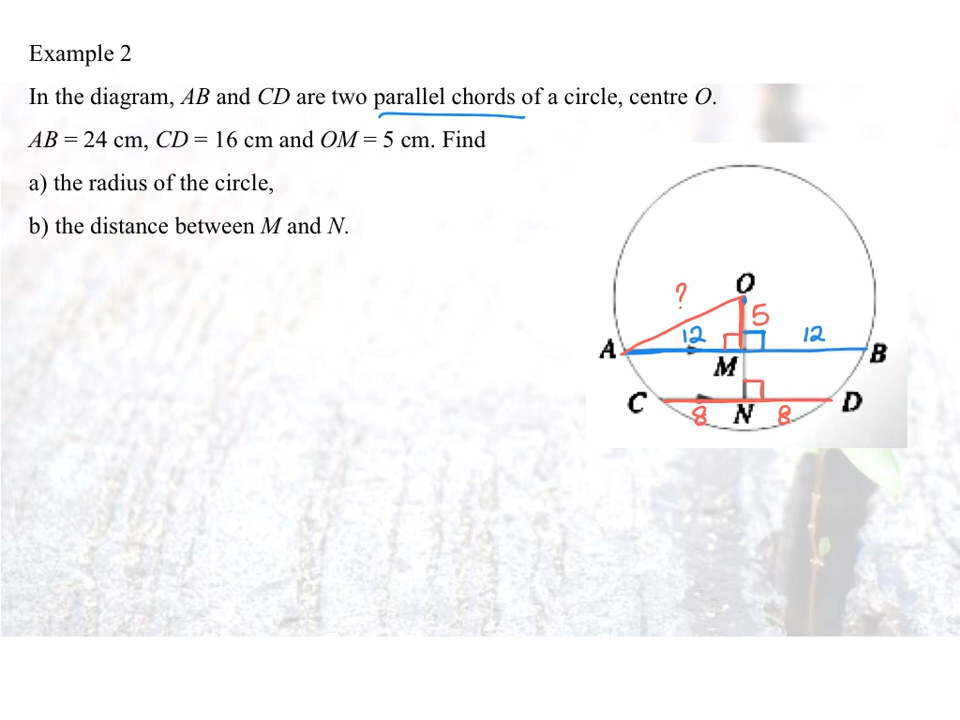 Example 2
In the diagram, AB and CD are two parallel chords of a circle, centre O.
AB = 24 cm, CD = 16 cm and OM = 5 cm. Find
a) the radius of the circle,
b) the distance between M and N.
? O
5
12 12
A B
M
C D
8 N 8